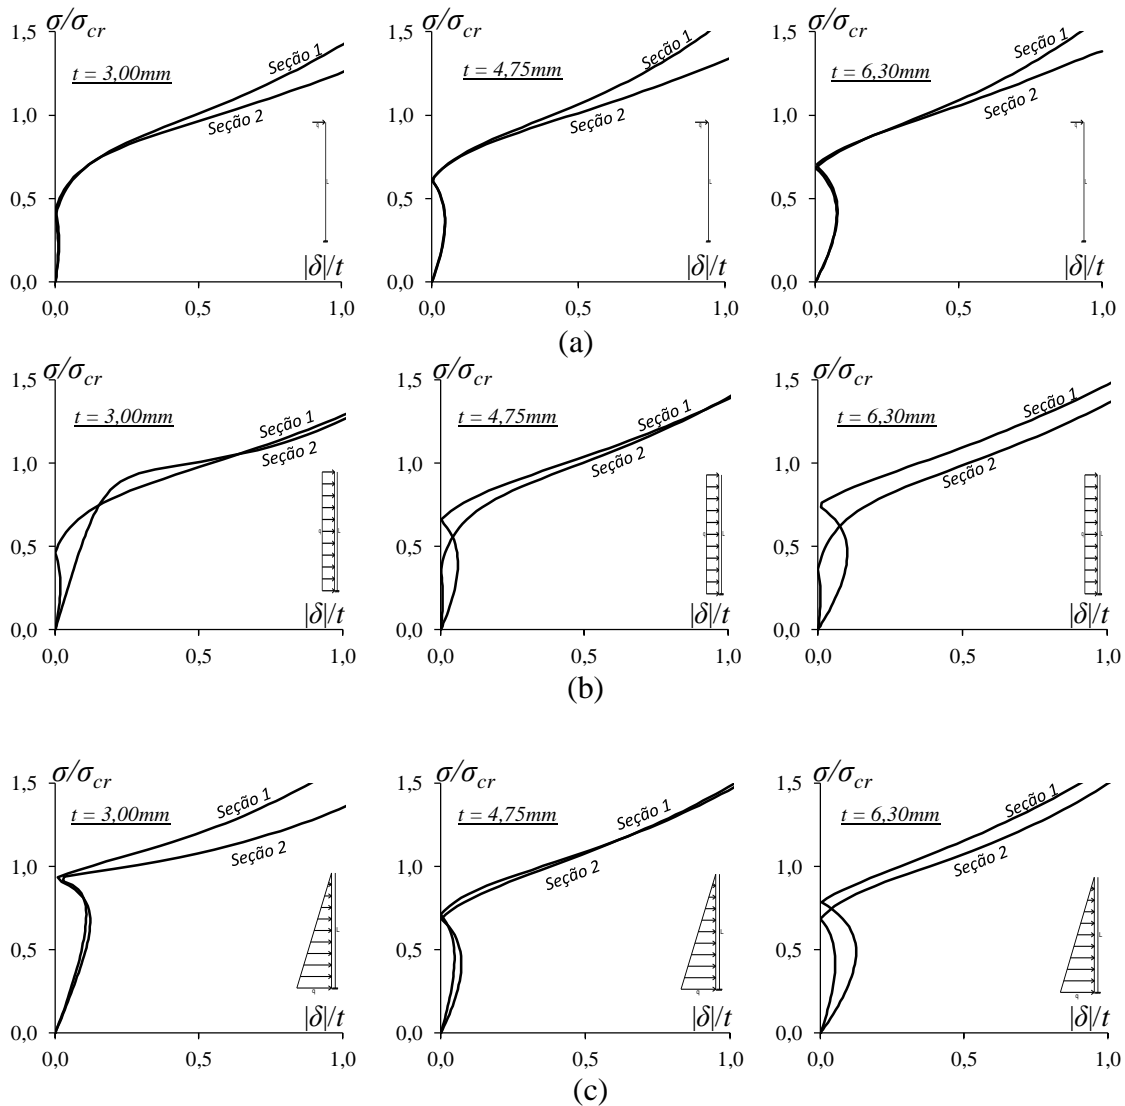 σ/σcr
σ/σcr
σ/σcr
1,5
1,5
1,5
t = 3,00mm
t = 4,75mm
t = 6,30mm
Seção 1
Seção 1
Seção 1
1,0
1,0
1,0
Seção 2
Seção 2
Seção 2
q
q
q
0,5
0,5
0,5
L
L
L
|δ|/t
|δ|/t
|δ|/t
0,0
0,0
0,0
0,0
0,5
1,0
0,0
0,5
1,0
0,0
0,5
1,0
(a)
σ/σcr
σ/σcr
σ/σcr
1,5
1,5
1,5
t = 3,00mm
t = 4,75mm
t = 6,30mm
Seção 1
Seção 1
Seção 1
Seção 2
Seção 2
Seção 2
1,0
1,0
1,0
q
L
q
L
q
L
0,5
0,5
0,5
|δ|/t
|δ|/t
|δ|/t
0,0
0,0
0,0
0,0
0,5
1,0
0,0
0,5
1,0
0,0
0,5
1,0
(b)
σ/σcr
σ/σcr
σ/σcr
1,5
1,5
1,5
t = 3,00mm
t = 4,75mm
t = 6,30mm
Seção 1
Seção 1
Seção 1
Seção 2
Seção 2
Seção 2
1,0
1,0
1,0
L
L
L
0,5
0,5
0,5
q
q
q
|δ|/t
|δ|/t
|δ|/t
0,0
0,0
0,0
0,0
0,5
1,0
0,0
0,5
1,0
0,0
0,5
1,0
(c)